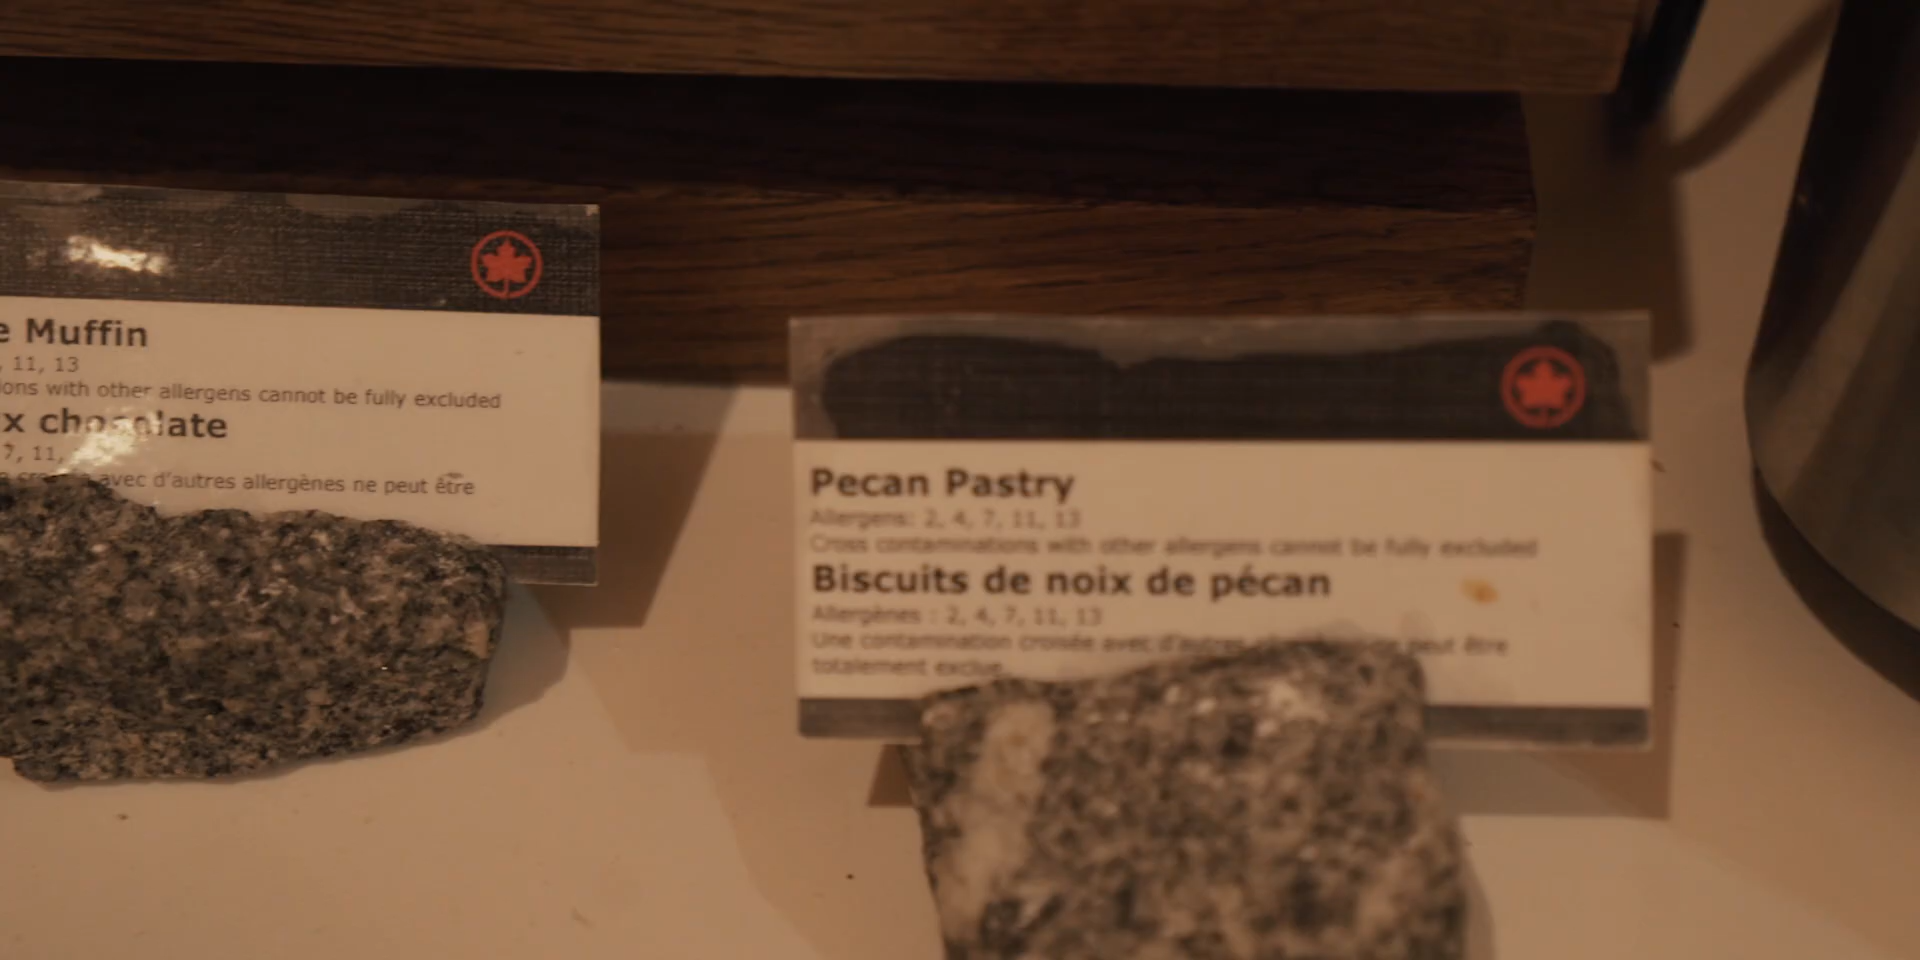 e Muffin
, 11, 13
ions with other allergens cannot be fully excluded
x chocolate
7, 11,
avec d'autres allergènes ne peut être
Pecan Pastry
Allergens: 2, 4, 7, 11, 13
Cross contaminations with other allergens cannot be fully excluded
Biscuits de noix de pécan
Allergènes : 2, 4, 7, 11, 13
Une contamination croisée avec d'autres peut être
totalement exclue